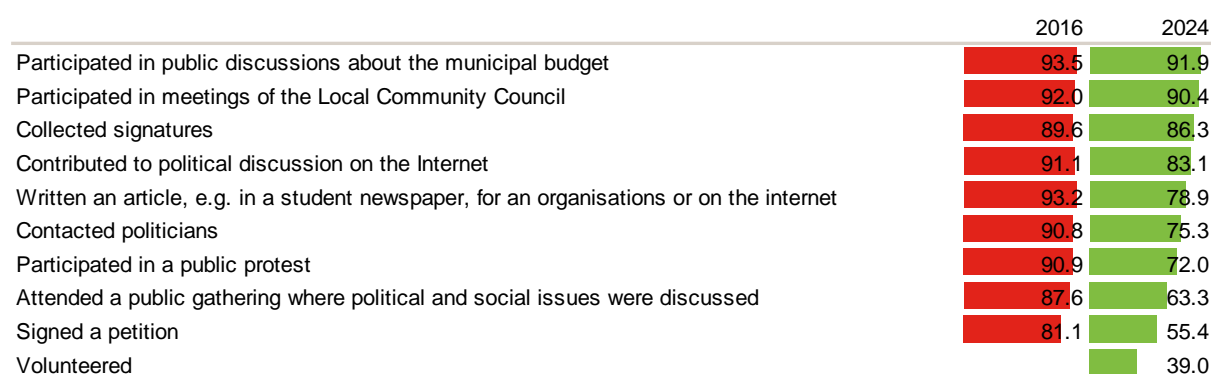 2016 2024
Participated in public discussions about the municipal budget 93.5 91.9
Participated in meetings of the Local Community Council 92.0 90.4
Collected signatures 89.6 86.3
Contributed to political discussion on the Internet 91.1 83.1
Written an article, e.g. in a student newspaper, for an organisations or on the internet 93.2 78.9
Contacted politicians 90.8 75.3
Participated in a public protest 90.9 72.0
Attended a public gathering where political and social issues were discussed 87.6 63.3
Signed a petition 81.1 55.4
Volunteered 39.0